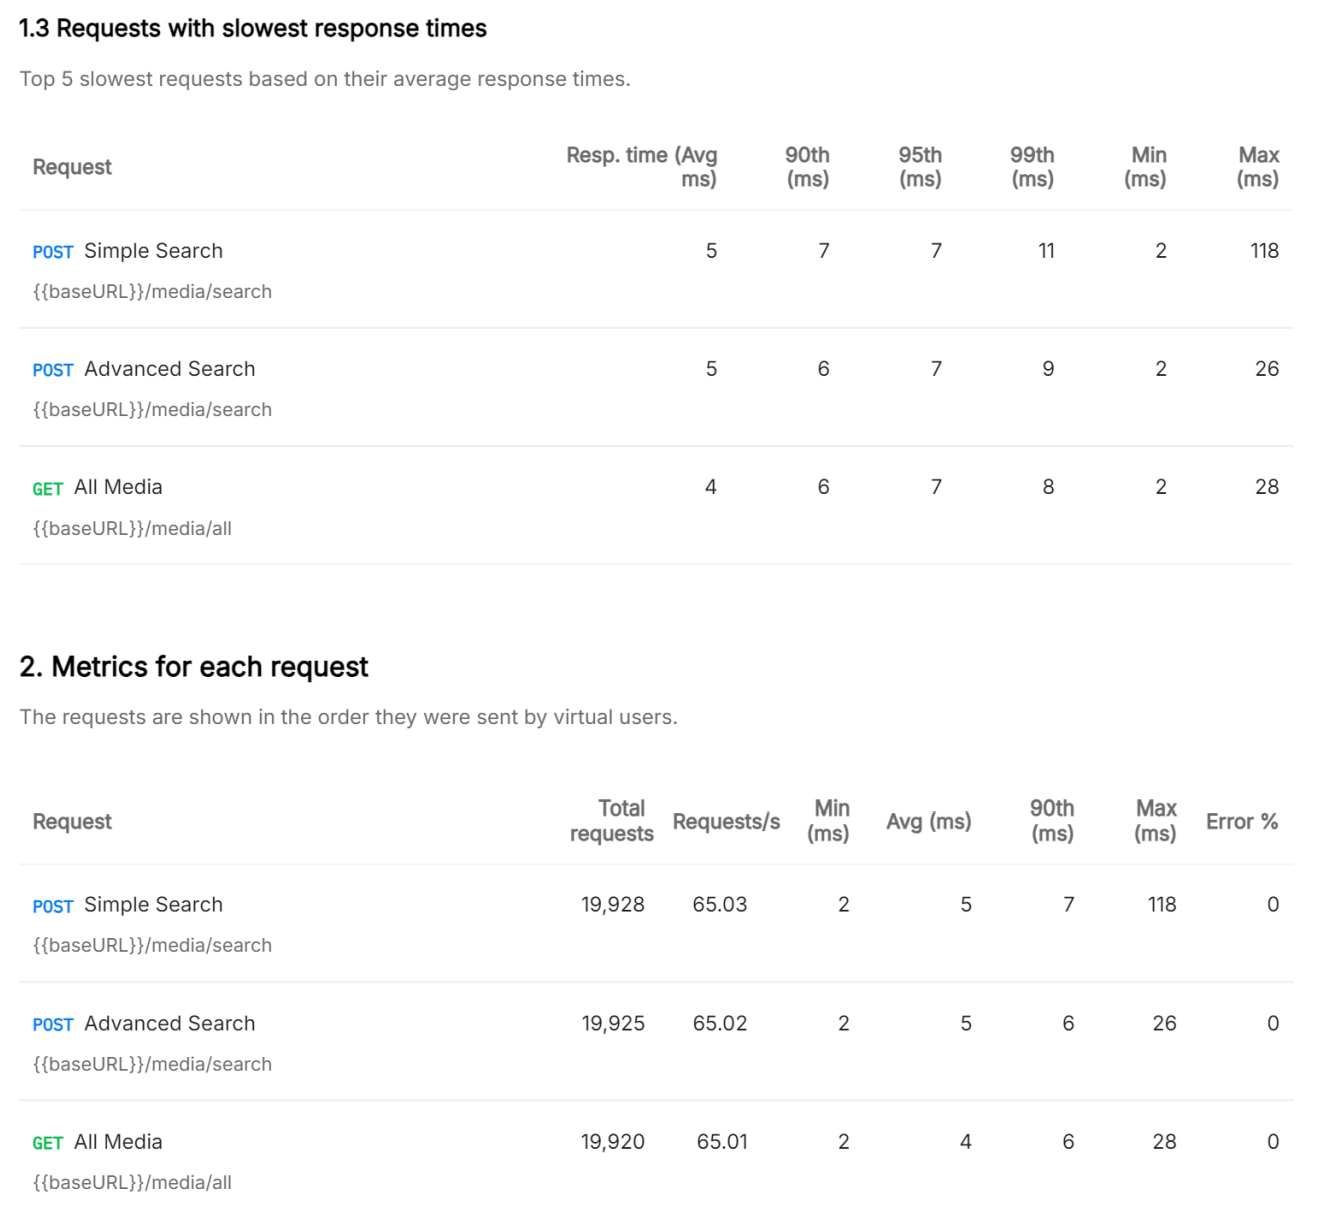 1.3 Requests with slowest response times
Top 5 slowest requests based on their average response times.
Request Resp. time (Avg ms) 90th (ms) 95th (ms) 99th (ms) Min (ms) Max (ms)
POST Simple Search 5 7 7 11 2 118
{{baseURL}}/media/search
POST Advanced Search 5 6 7 9 2 26
{{baseURL}}/media/search
GET All Media 4 6 7 8 2 28
{{baseURL}}/media/all
2. Metrics for each request
The requests are shown in the order they were sent by virtual users.
Request Total requests Requests/s Min (ms) Avg (ms) 90th (ms) Max (ms) Error %
POST Simple Search 19,928 65.03 2 5 7 118 0
{{baseURL}}/media/search
POST Advanced Search 19,925 65.02 2 5 6 26 0
{{baseURL}}/media/search
GET All Media 19,920 65.01 2 4 6 28 0
{{baseURL}}/media/all